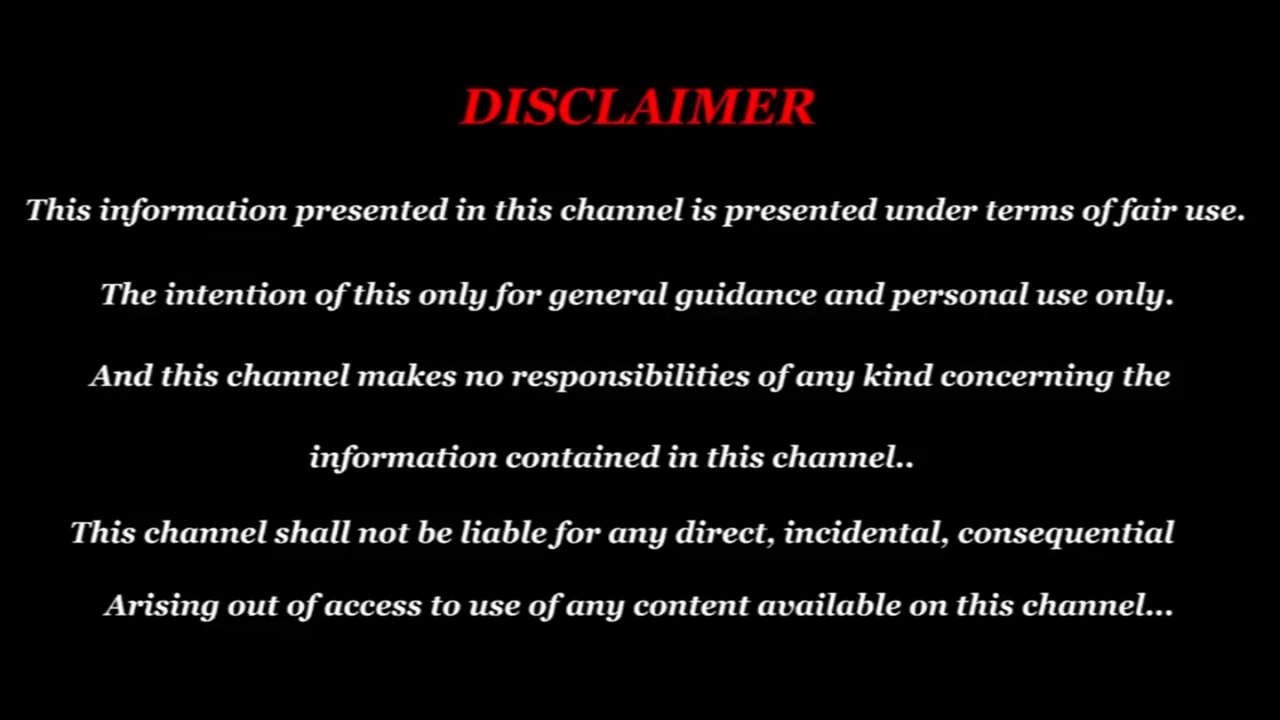 DISCLAIMER
This information presented in this channel is presented under terms of fair use.
The intention of this only for general guidance and personal use only.
And this channel makes no responsibilities of any kind concerning the
information contained in this channel..
This channel shall not be liable for any direct, incidental, consequential
Arising out of access to use of any content available on this channel...